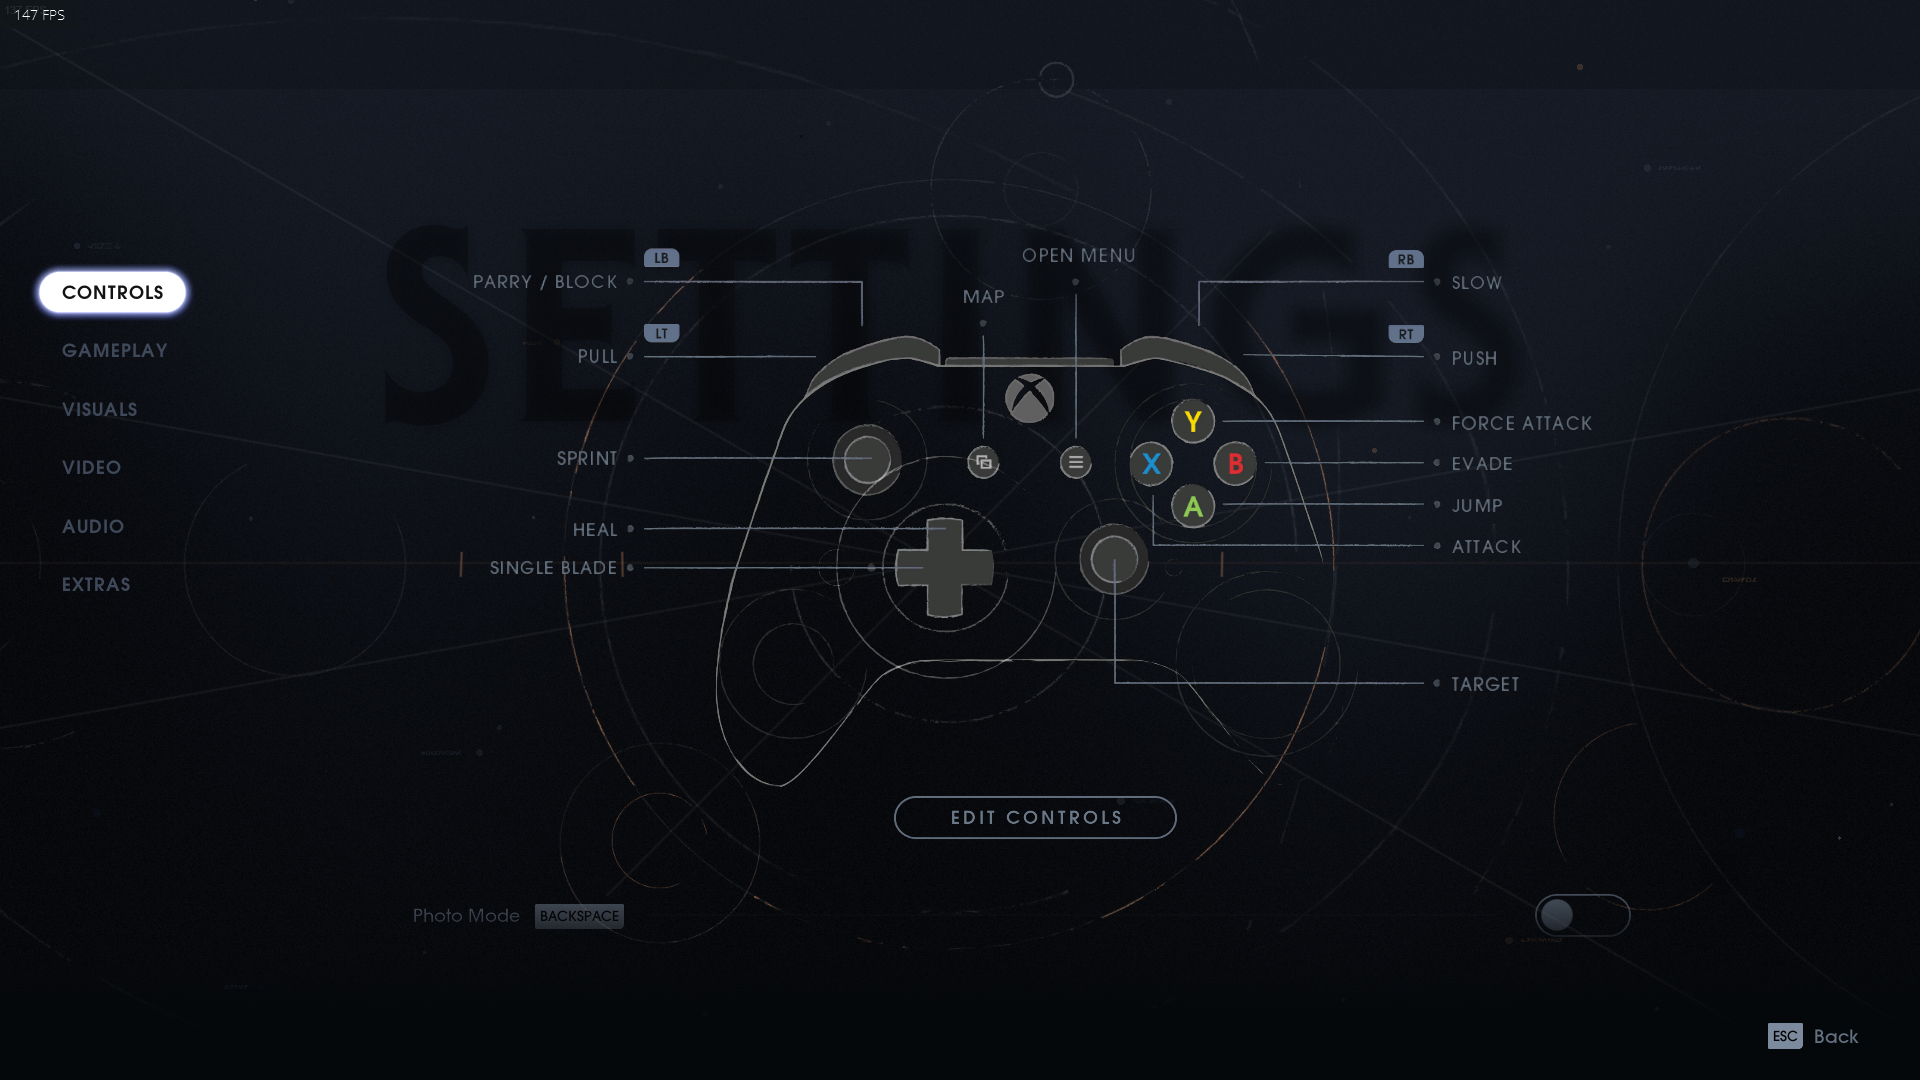 147 FPS
SETTINGS
CONTROLS
GAMEPLAY
VISUALS
VIDEO
AUDIO
EXTRAS
LB
PARRY / BLOCK
LT
PULL
SPRINT
HEAL
SINGLE BLADE
MAP
OPEN MENU
RB
SLOW
RT
PUSH
Y
FORCE ATTACK
X
B
EVADE
A
JUMP
ATTACK
TARGET
EDIT CONTROLS
Photo Mode BACKSPACE
ESC Back